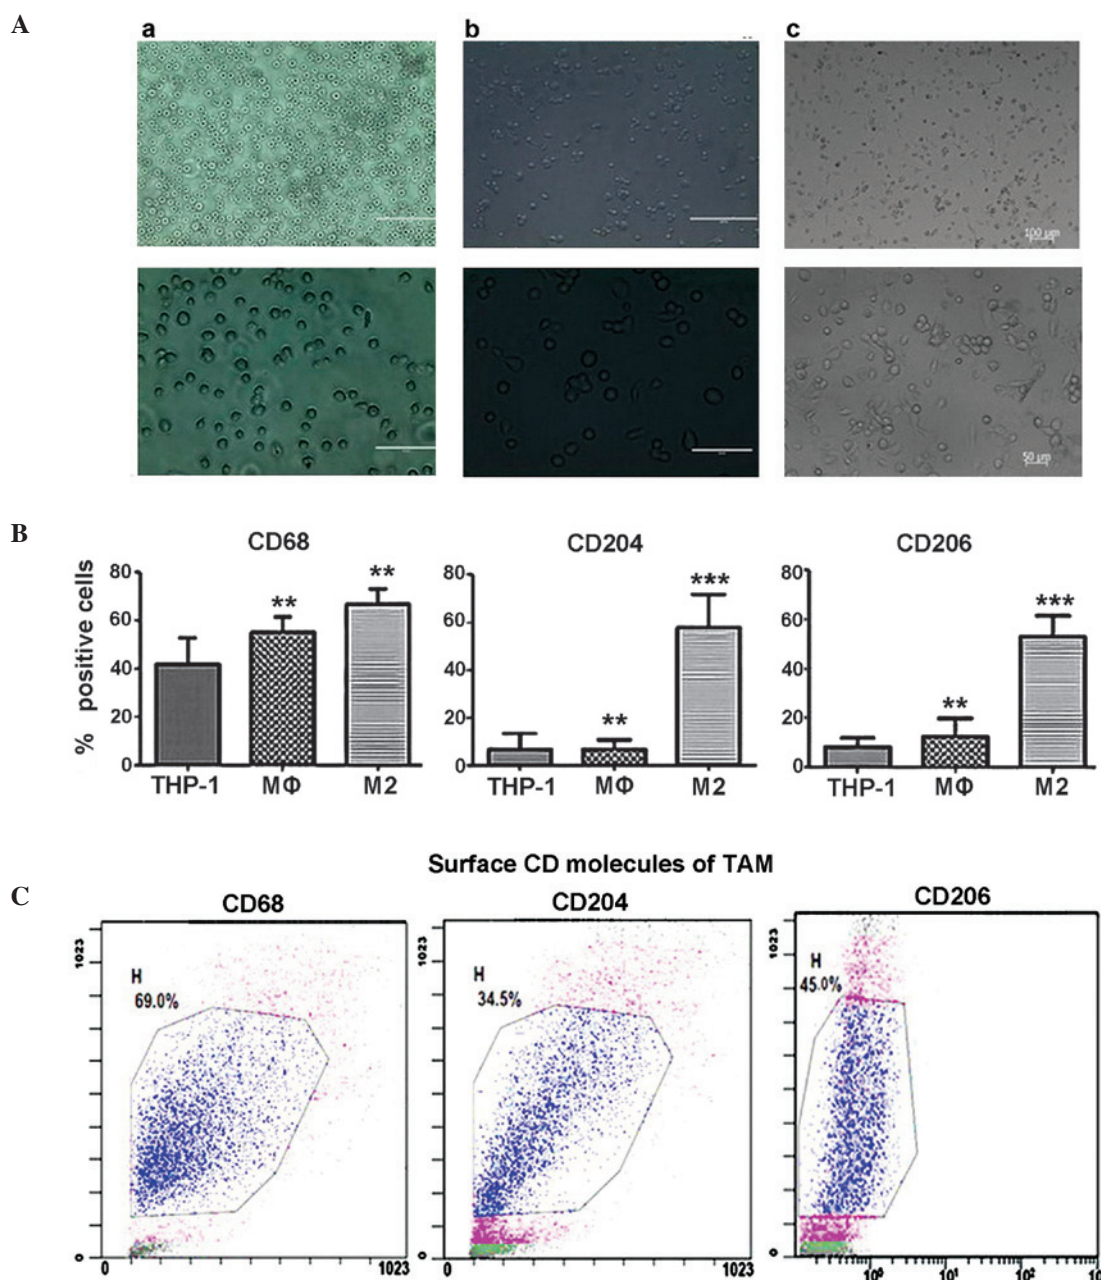 A
a b c
100 µm
50 µm
B
CD68 CD204 CD206
% positive cells
80 60 40 20 0
** **
THP-1 MΦ M2
80 60 40 20 0
** ***
THP-1 MΦ M2
80 60 40 20 0
** ***
THP-1 MΦ M2
Surface CD molecules of TAM
C
CD68 CD204 CD206
1023
H
69.0%
0
0 1023
1023
H
34.5%
0
0 1023
1023
H
45.0%
0
10⁰ 10¹ 10²